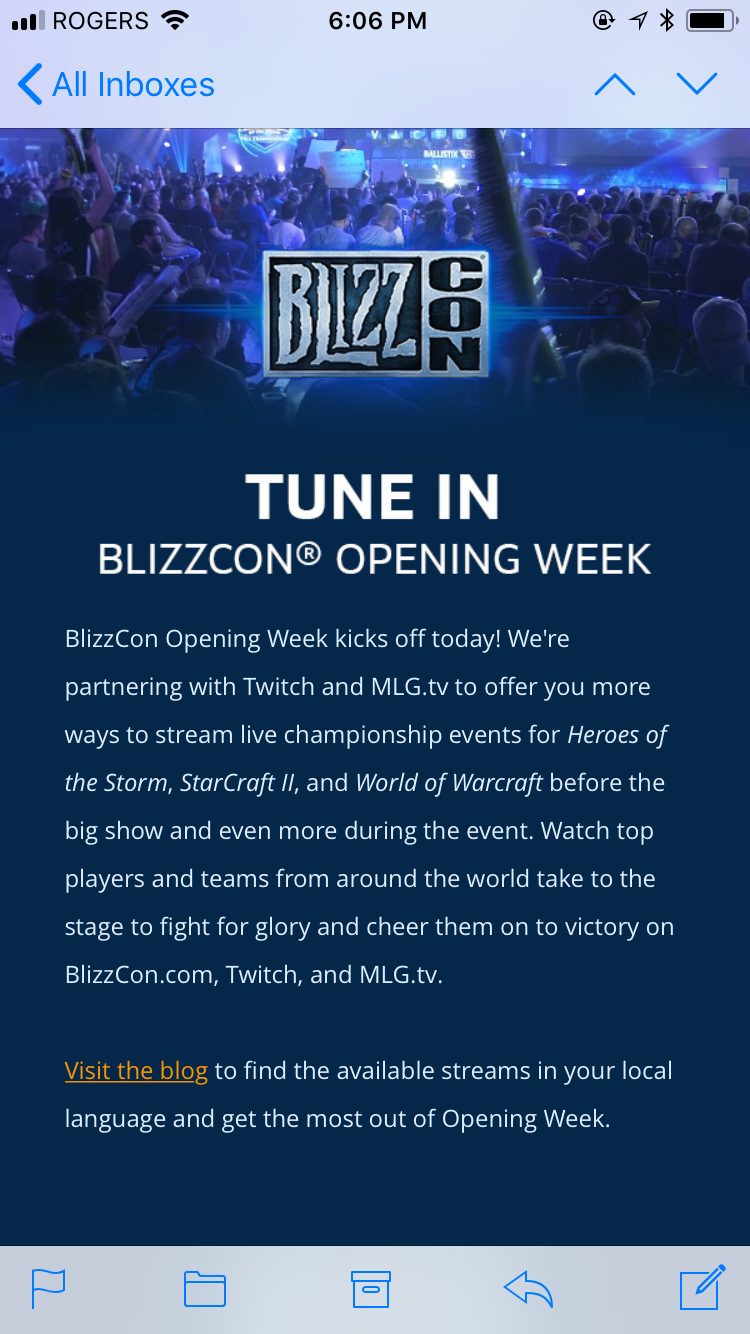 ROGERS 6:06 PM
All Inboxes
BALLISTIX
BLIZZ CON
TUNE IN
BLIZZCON® OPENING WEEK
BlizzCon Opening Week kicks off today! We're
partnering with Twitch and MLG.tv to offer you more
ways to stream live championship events for Heroes of
the Storm, StarCraft II, and World of Warcraft before the
big show and even more during the event. Watch top
players and teams from around the world take to the
stage to fight for glory and cheer them on to victory on
BlizzCon.com, Twitch, and MLG.tv.
Visit the blog to find the available streams in your local
language and get the most out of Opening Week.